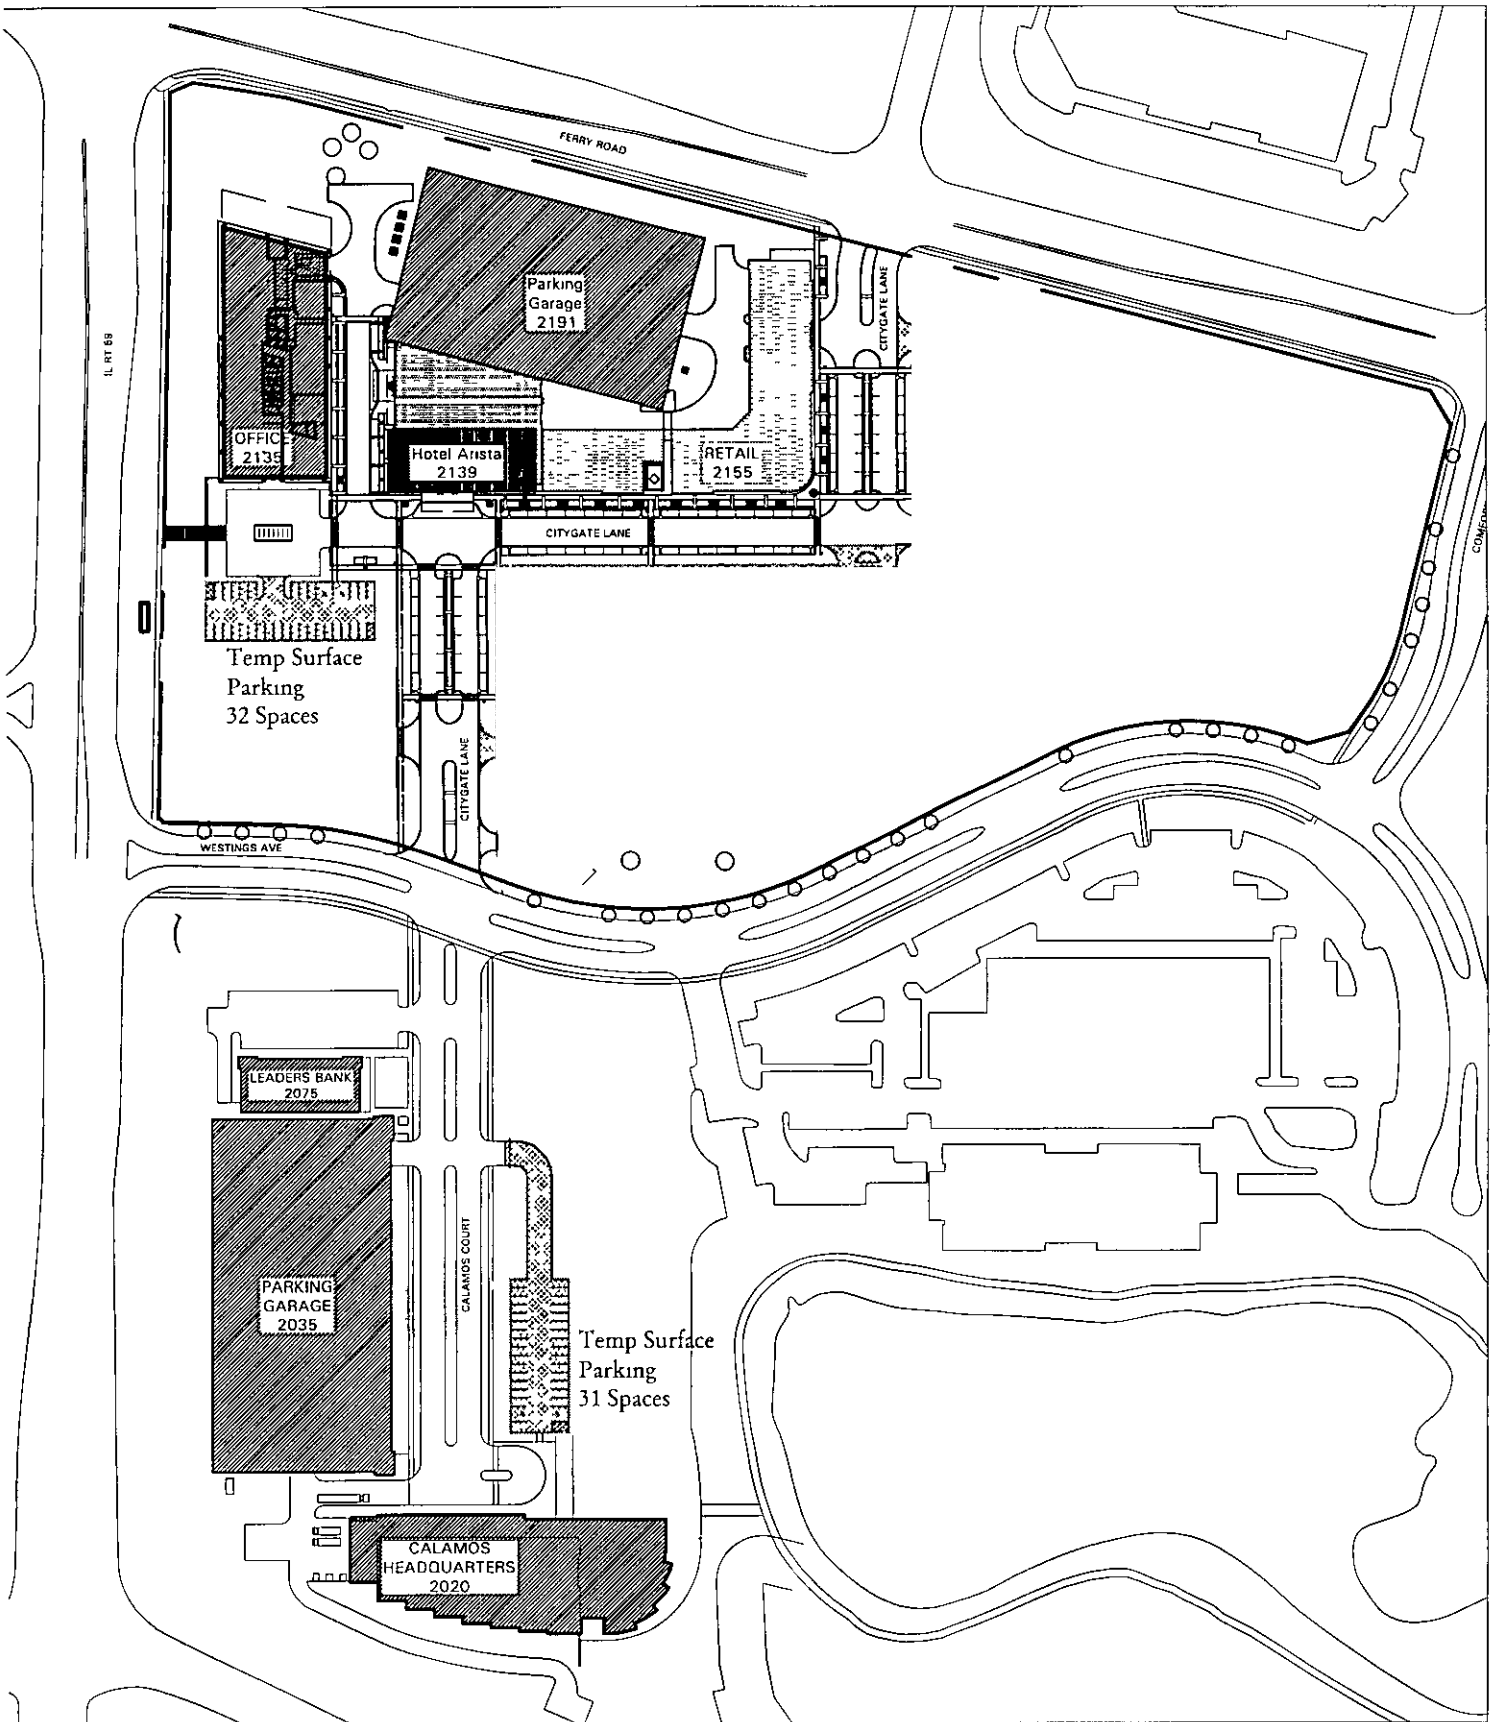 FERRY ROAD
Parking
Garage
2191
CITYGATE LANE
IL RT 59
OFFICE
2135
Hotel Arista
2139
RETAIL
2155
CITYGATE LANE
Temp Surface
Parking
32 Spaces
CITYGATE LANE
WESTINGS AVE
LEADERS BANK
2075
CALAMOS COURT
PARKING
GARAGE
2035
Temp Surface
Parking
31 Spaces
CALAMOS
HEADQUARTERS
2020